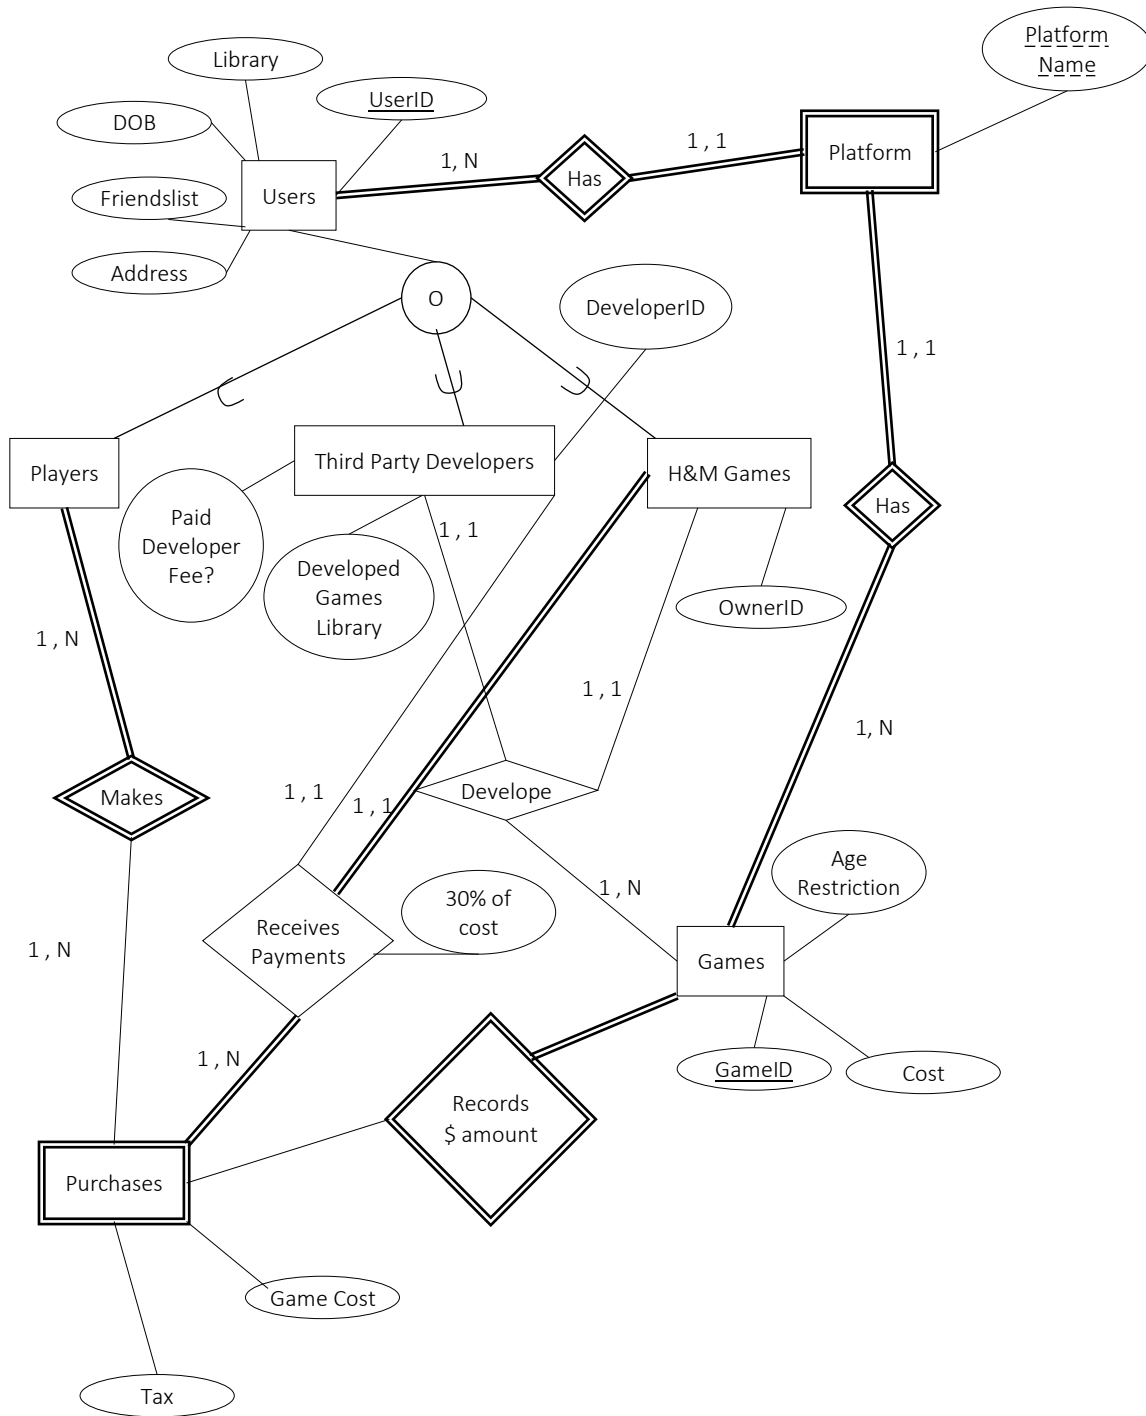 Platform
Name
Library
UserID
DOB
1, N
Has
1 , 1
Platform
Friendslist
Users
Address
O
DeveloperID
1 , 1
Players
Third Party Developers
H&M Games
Paid
Developer
Fee?
1 , 1
Developed
Games
Library
Has
OwnerID
1 , N
1 , 1
1, N
Makes
1 , 1
1 , 1
Develope
30% of
cost
1, N
Age
Restriction
Receives
Payments
1 , N
Games
1, N
GameID
Cost
Records
$ amount
Purchases
Game Cost
Tax